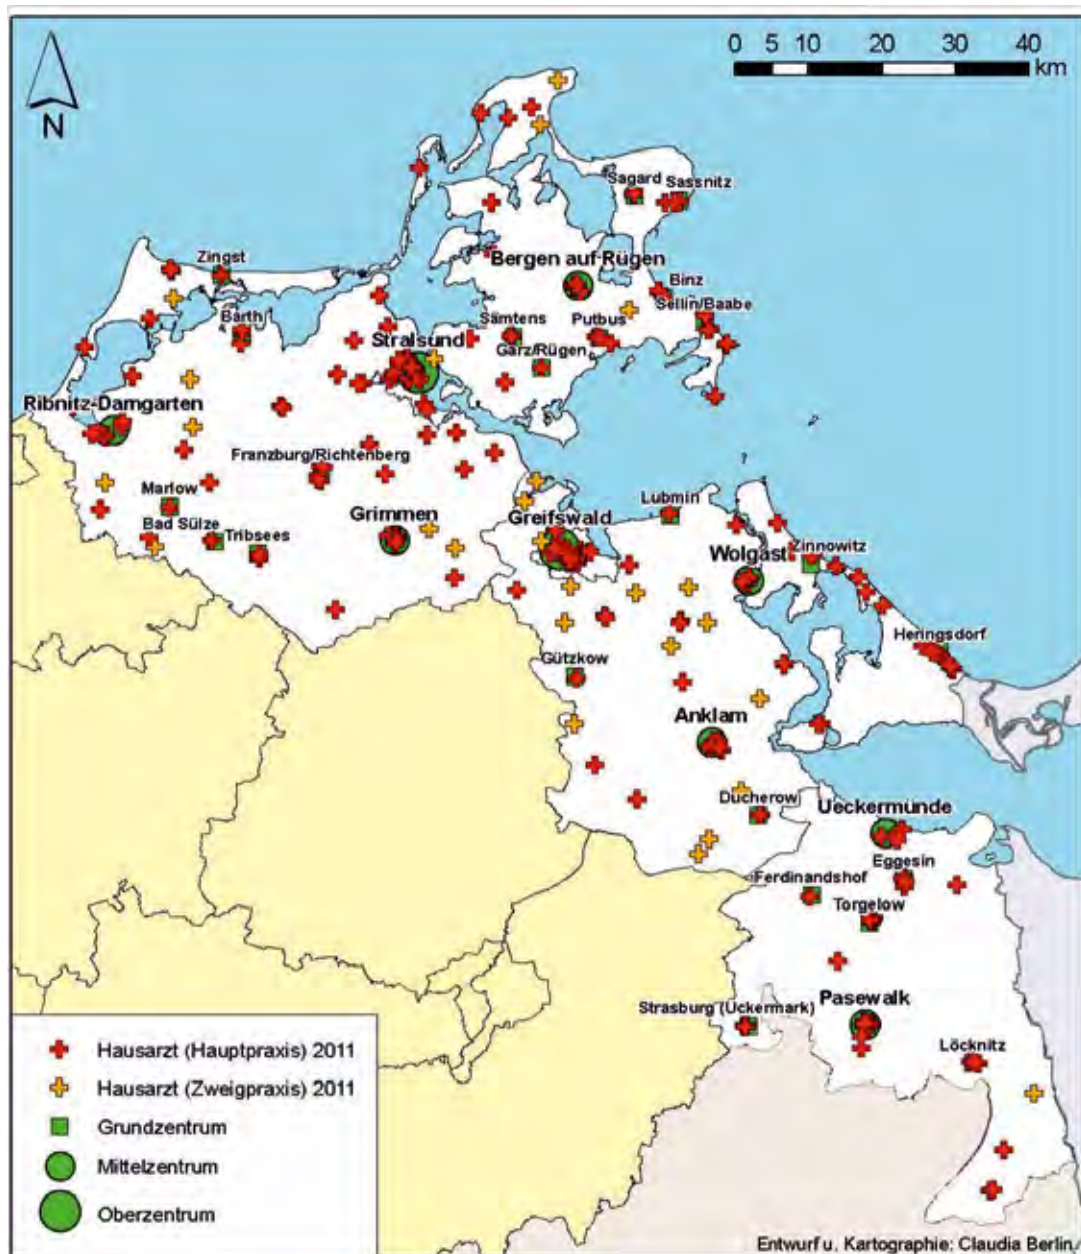 0 5 10 20 30 40
km
N
Sagard
Sassnitz
Zingst
Bergen auf Rügen
Binz
Sellin/Baabe
Barth
Samtens
Putbus
Stralsund
Garz/Rügen
Ribnitz-Damgarten
Franzburg/Richtenberg
Marlow
Lubmin
Grimmen
Greifswald
Bad Sülze
Tribsees
Wolgast
Zinnowitz
Heringsdorf
Gützkow
Anklam
Ducherow
Ueckermünde
Eggesin
Ferdinandshof
Torgelow
Strasburg (Uckermark)
Pasewalk
Löcknitz
Hausarzt (Hauptpraxis) 2011
Hausarzt (Zweigpraxis) 2011
Grundzentrum
Mittelzentrum
Oberzentrum
Entwurf u. Kartographie: Claudia Berlin